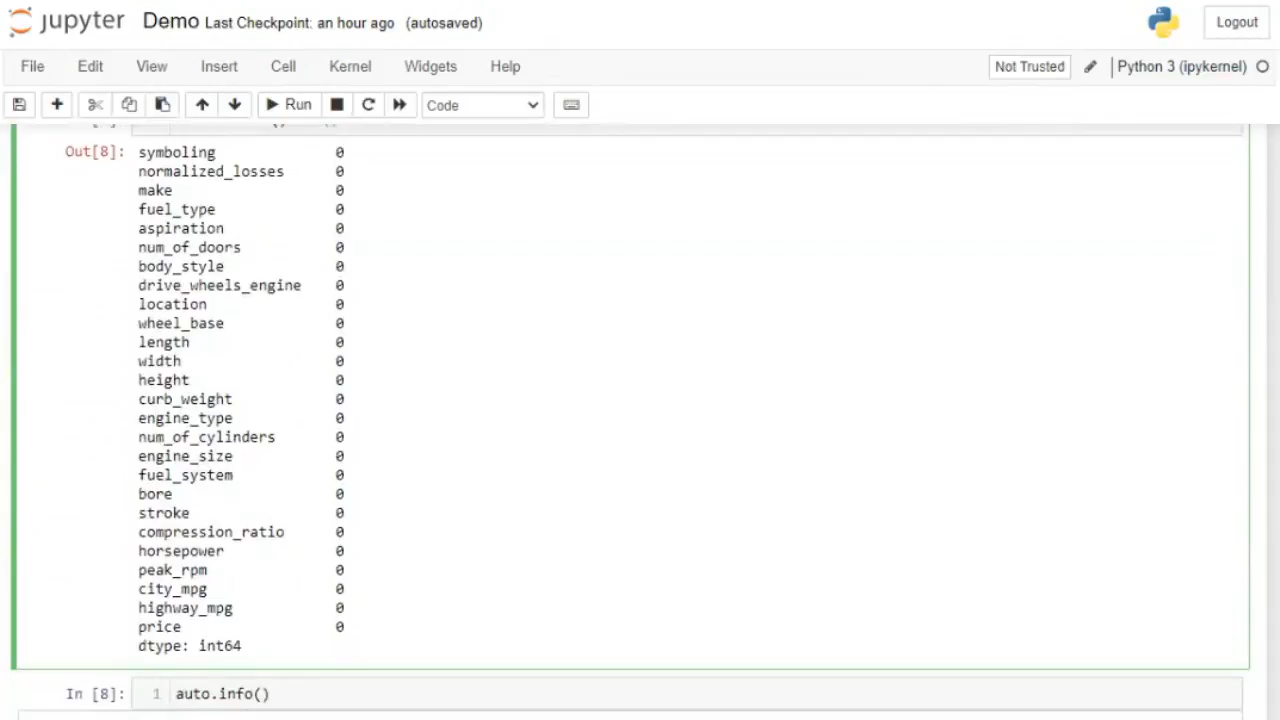 jupyter Demo Last Checkpoint: an hour ago (autosaved) Logout
File Edit View Insert Cell Kernel Widgets Help Not Trusted Python 3 (ipykernel)
Run Code
Out[8]: symboling 0
normalized_losses 0
make 0
fuel_type 0
aspiration 0
num_of_doors 0
body_style 0
drive_wheels_engine 0
location 0
wheel_base 0
length 0
width 0
height 0
curb_weight 0
engine_type 0
num_of_cylinders 0
engine_size 0
fuel_system 0
bore 0
stroke 0
compression_ratio 0
horsepower 0
peak_rpm 0
city_mpg 0
highway_mpg 0
price 0
dtype: int64
In [8]: 1 auto.info()